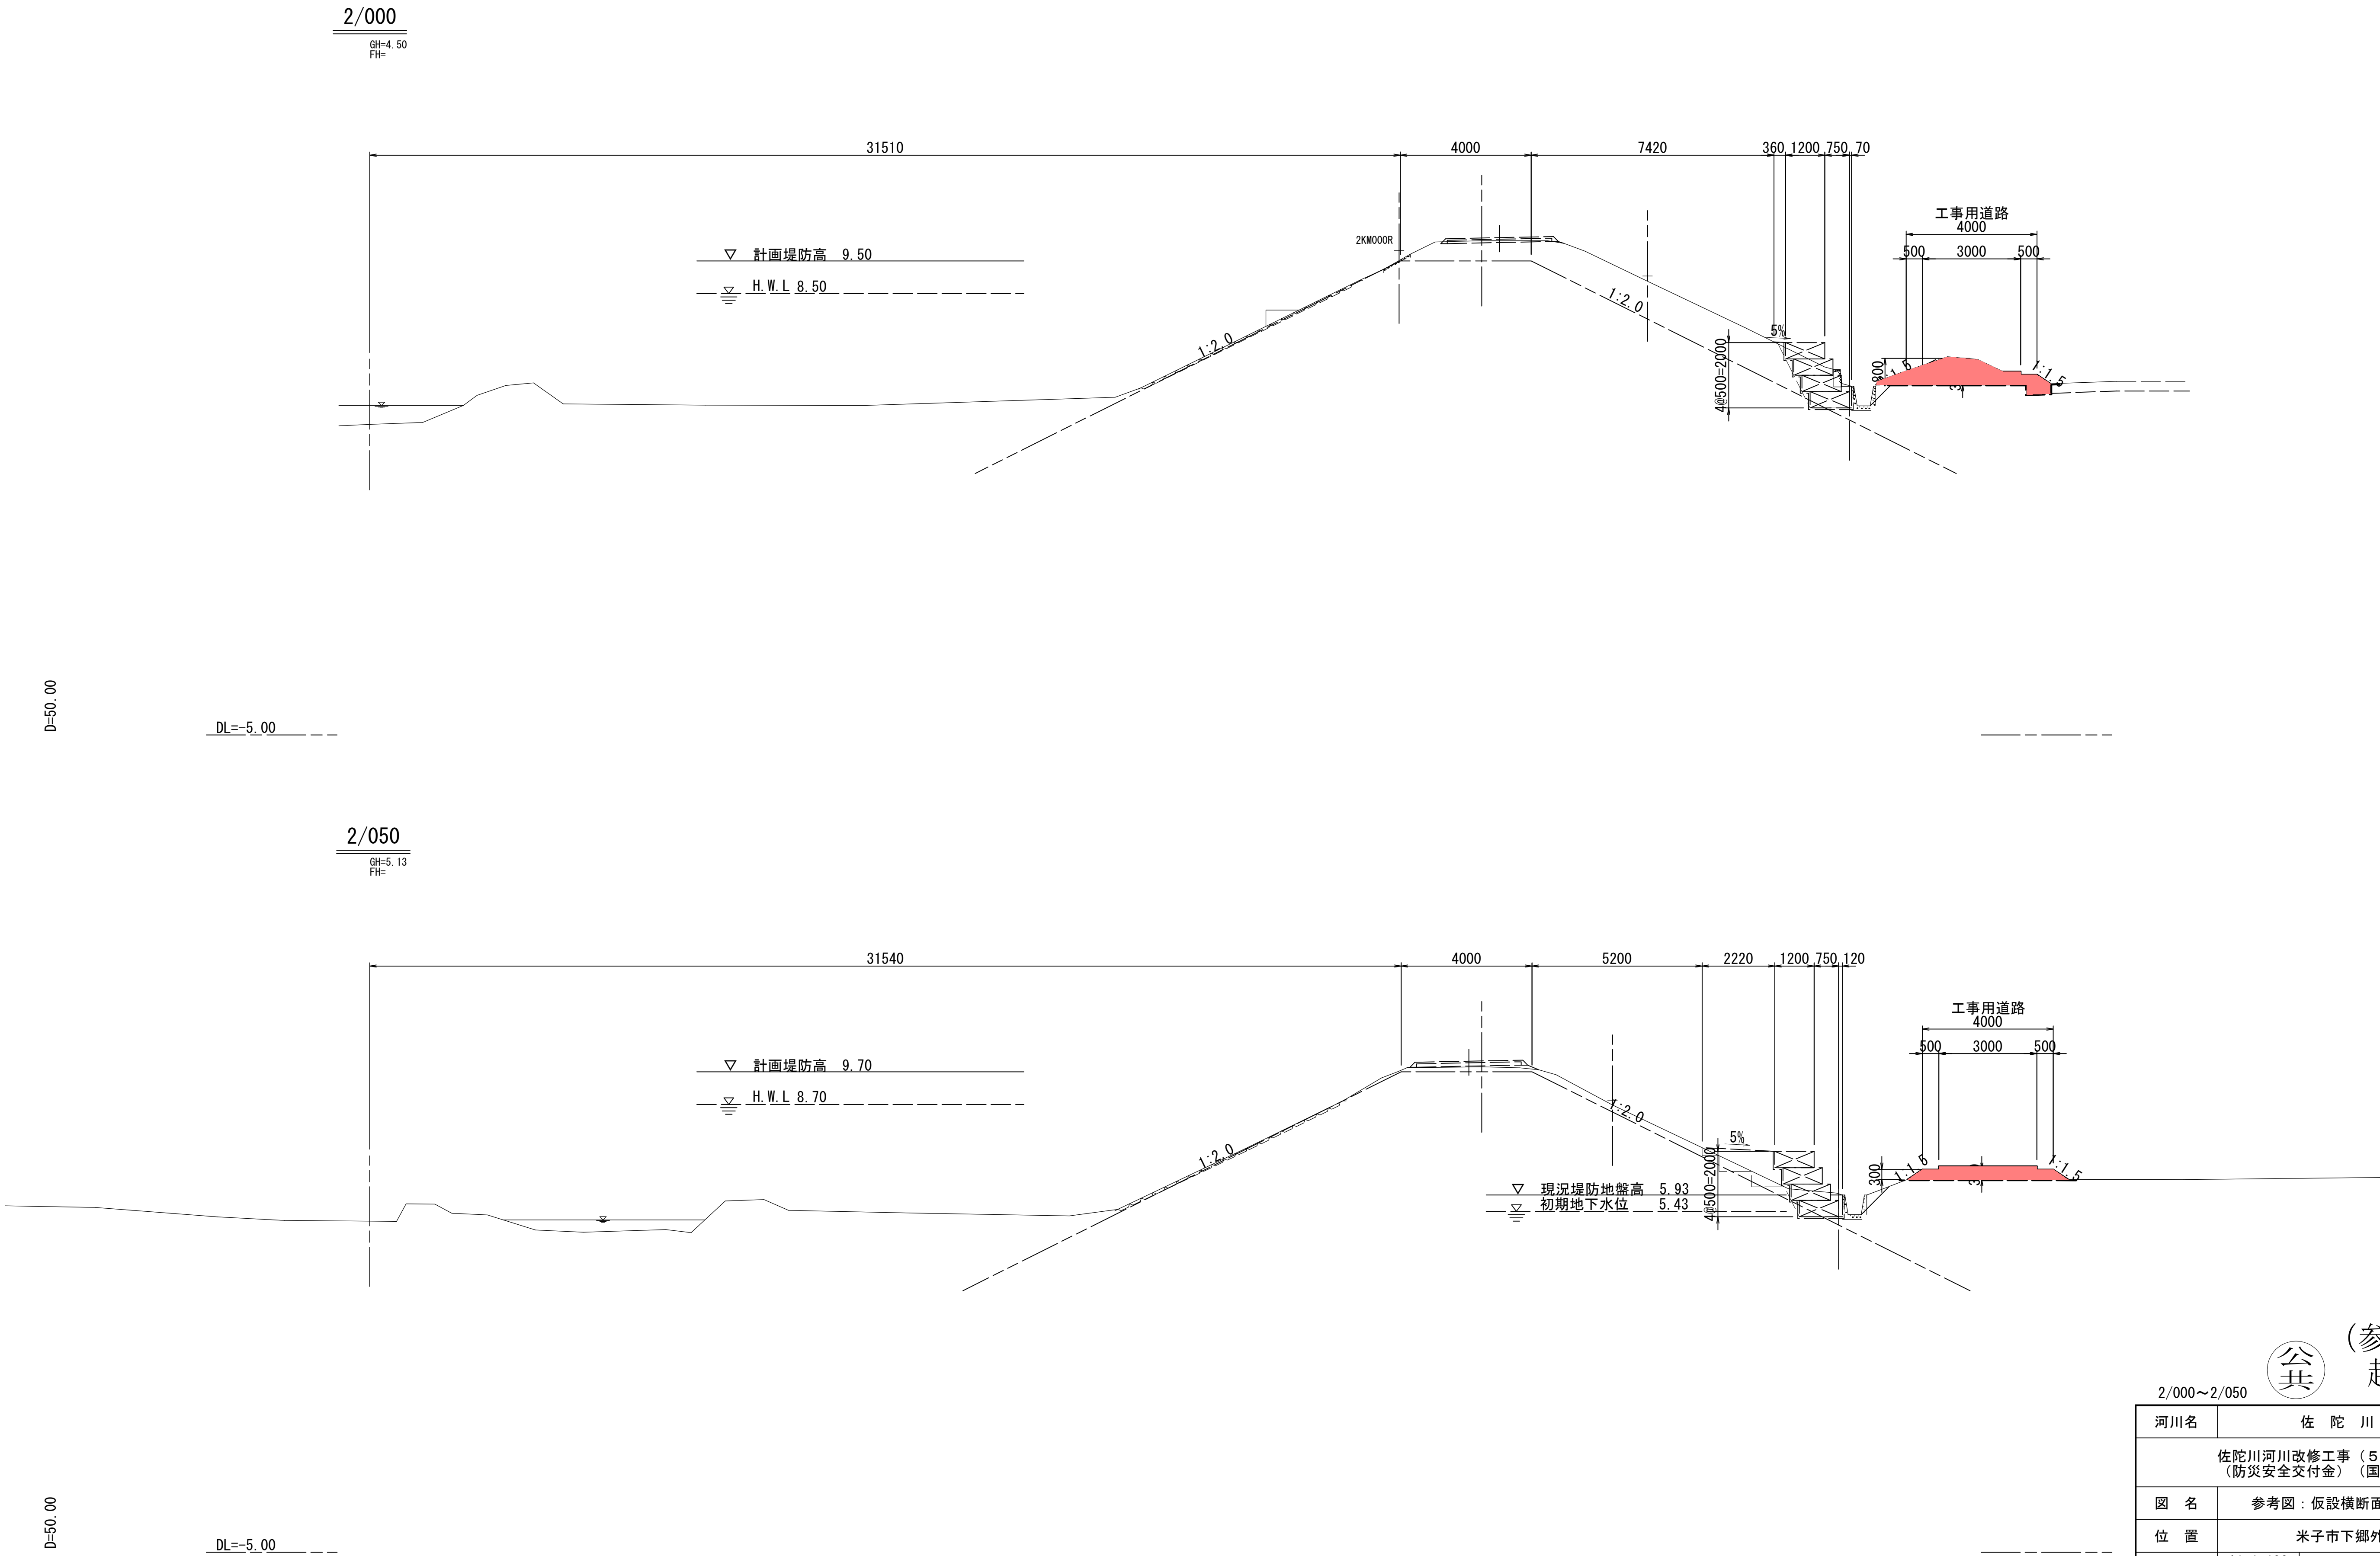 2/000
GH=4.50
FH=
31510
4000
7420
360
1200
750
70
工事用道路
4000
500
3000
500
2KM000R
▽ 計画堤防高 9.50
H.W.L 8.50
1:2.0
1:2.0
5%
4@500=2000
800
1:1.5
D=50.00
DL=-5.00
2/050
GH=5.13
FH=
31540
4000
5200
2220
1200
750
120
工事用道路
4000
500
3000
500
▽ 計画堤防高 9.70
H.W.L 8.70
1:2.0
1:2.0
5%
4@500=2000
▽ 現況堤防地盤高 5.93
初期地下水位 5.43
300
1:1.5
1:1.5
D=50.00
DL=-5.00
(参
公共
2/000～2/050
河川名 佐 陀 川
佐陀川河川改修工事（５
（防災安全交付金）（国
図 名 参考図：仮設横断面
位 置 米子市下郷外